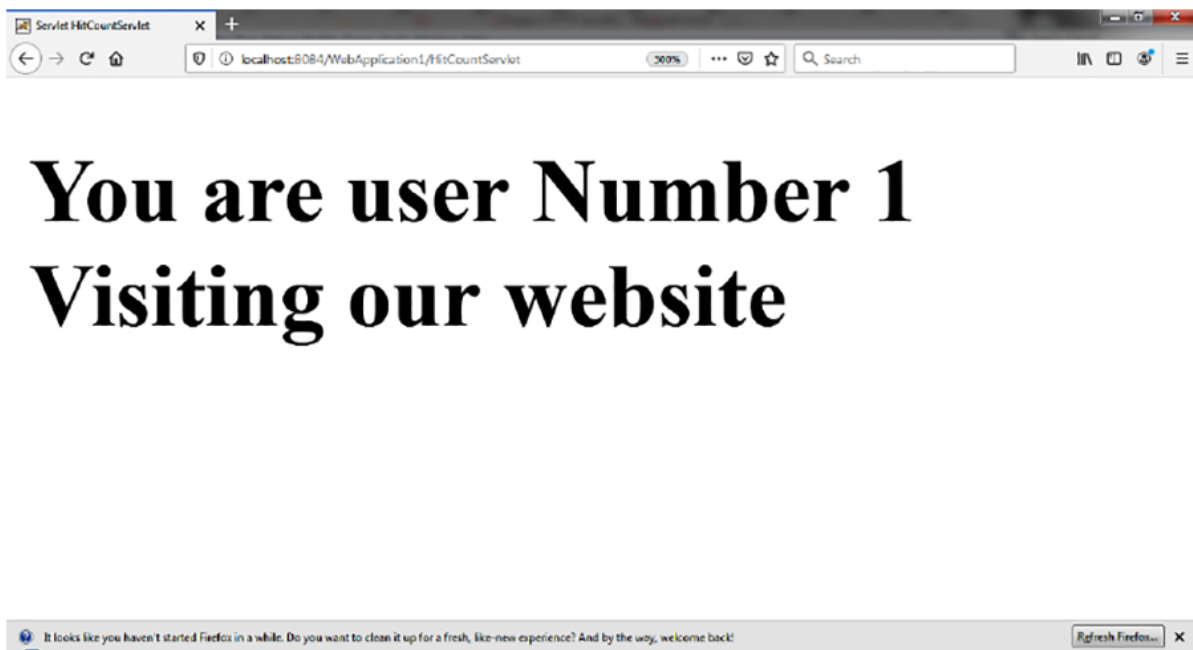 Servlet HitCountServlet
localhost:8084/WebApplication1/HitCountServlet 300% Search
You are user Number 1
Visiting our website
It looks like you haven't started Firefox in a while. Do you want to clean it up for a fresh, like-new experience? And by the way, welcome back!
Refresh Firefox...